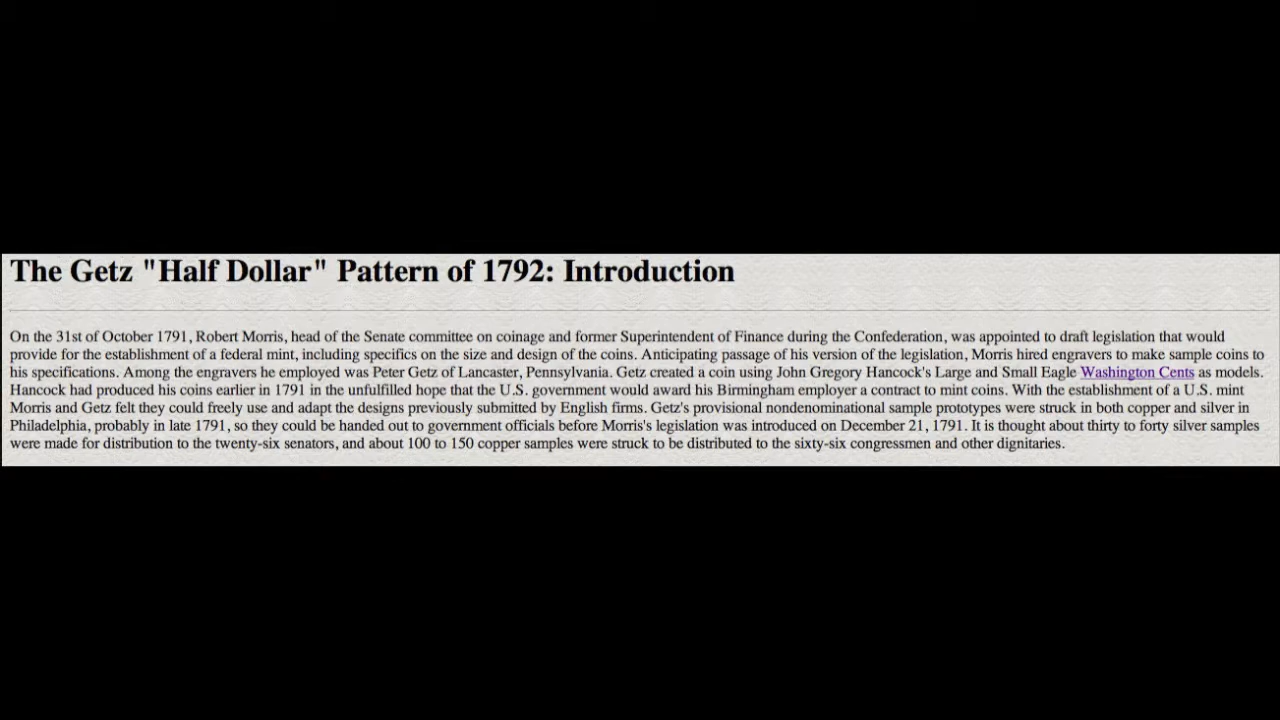 The Getz "Half Dollar" Pattern of 1792: Introduction
On the 31st of October 1791, Robert Morris, head of the Senate committee on coinage and former Superintendent of Finance during the Confederation, was appointed to draft legislation that would
provide for the establishment of a federal mint, including specifics on the size and design of the coins. Anticipating passage of his version of the legislation, Morris hired engravers to make sample coins to
his specifications. Among the engravers he employed was Peter Getz of Lancaster, Pennsylvania. Getz created a coin using John Gregory Hancock's Large and Small Eagle Washington Cents as models.
Hancock had produced his coins earlier in 1791 in the unfulfilled hope that the U.S. government would award his Birmingham employer a contract to mint coins. With the establishment of a U.S. mint
Morris and Getz felt they could freely use and adapt the designs previously submitted by English firms. Getz's provisional nondenominational sample prototypes were struck in both copper and silver in
Philadelphia, probably in late 1791, so they could be handed out to government officials before Morris's legislation was introduced on December 21, 1791. It is thought about thirty to forty silver samples
were made for distribution to the twenty-six senators, and about 100 to 150 copper samples were struck to be distributed to the sixty-six congressmen and other dignitaries.